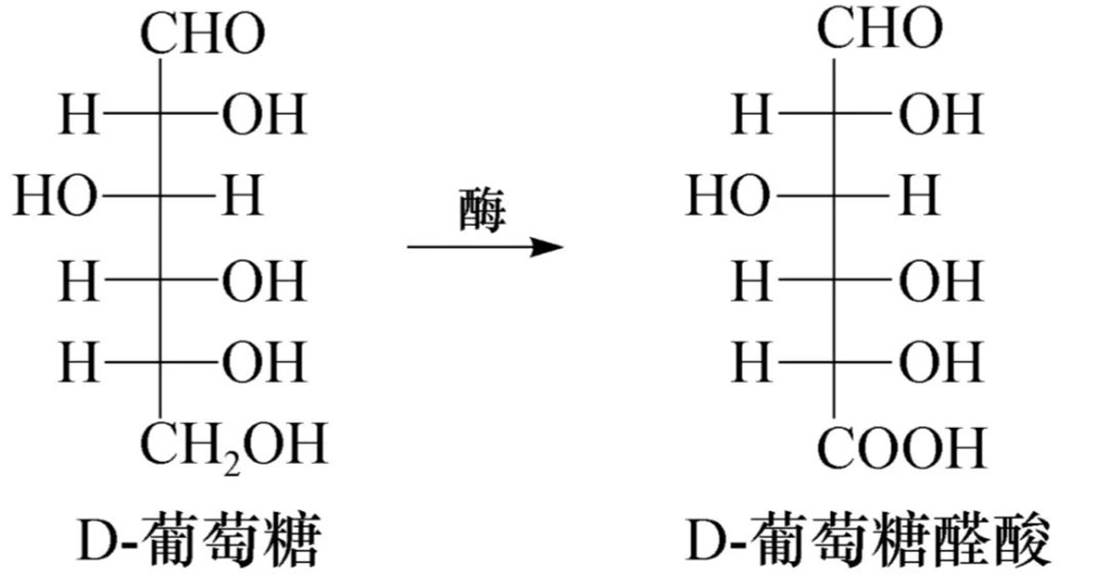 CHO CHO
H OH H OH
HO H 酶 HO H
H OH H OH
H OH H OH
CH₂OH COOH
D-葡萄糖 D-葡萄糖醛酸